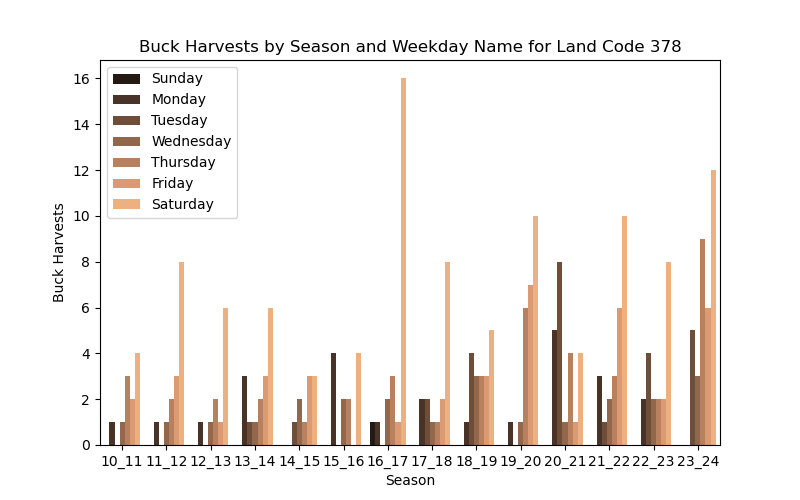 Buck Harvests by Season and Weekday Name for Land Code 378
16
14
12
10
8
6
4
2
0
Buck Harvests
Sunday
Monday
Tuesday
Wednesday
Thursday
Friday
Saturday
10_11 11_12 12_13 13_14 14_15 15_16 16_17 17_18 18_19 19_20 20_21 21_22 22_23 23_24
Season